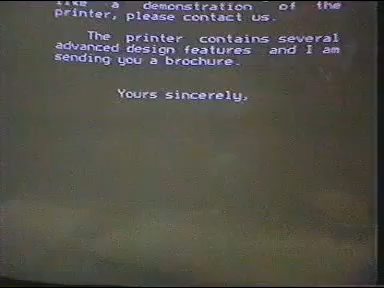 like a demonstration of the
printer, please contact us.
The printer contains several
advanced design features and I am
sending you a brochure.
Yours sincerely,